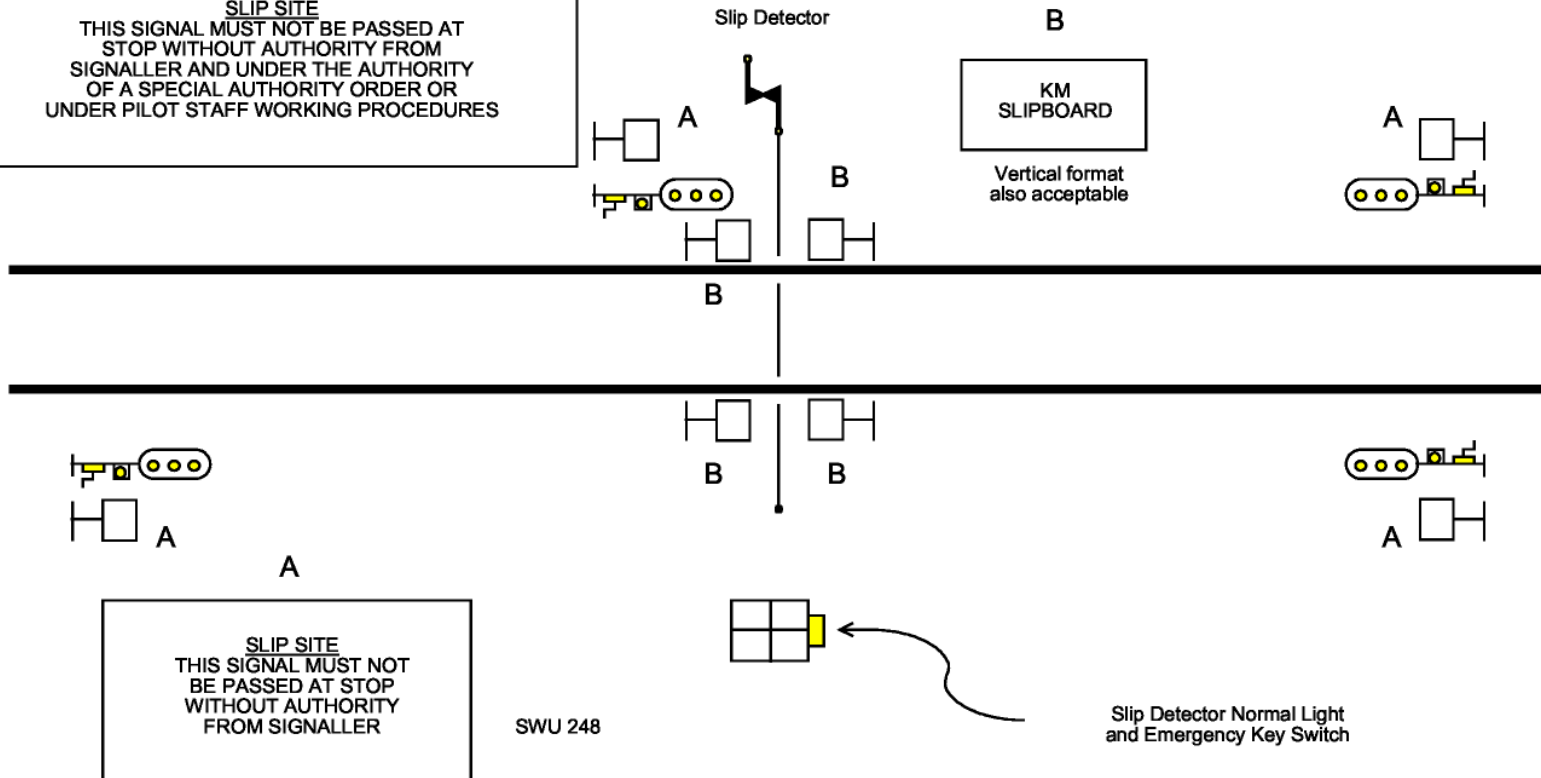 SLIP SITE
THIS SIGNAL MUST NOT BE PASSED AT
STOP WITHOUT AUTHORITY FROM
SIGNALLER AND UNDER THE AUTHORITY
OF A SPECIAL AUTHORITY ORDER OR
UNDER PILOT STAFF WORKING PROCEDURES
Slip Detector
B
KM
SLIPBOARD
Vertical format
also acceptable
A
B
A
B
B
B
A
A
A
SLIP SITE
THIS SIGNAL MUST NOT
BE PASSED AT STOP
WITHOUT AUTHORITY
FROM SIGNALLER
SWU 248
Slip Detector Normal Light
and Emergency Key Switch